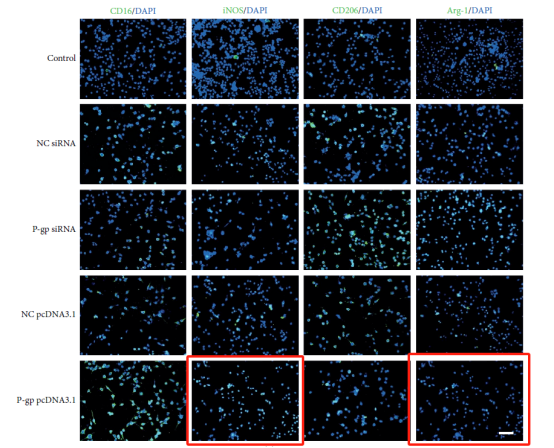 CD16/DAPI iNOS/DAPI CD206/DAPI Arg-1/DAPI
Control
NC siRNA
P-gp siRNA
NC pcDNA3.1
P-gp pcDNA3.1